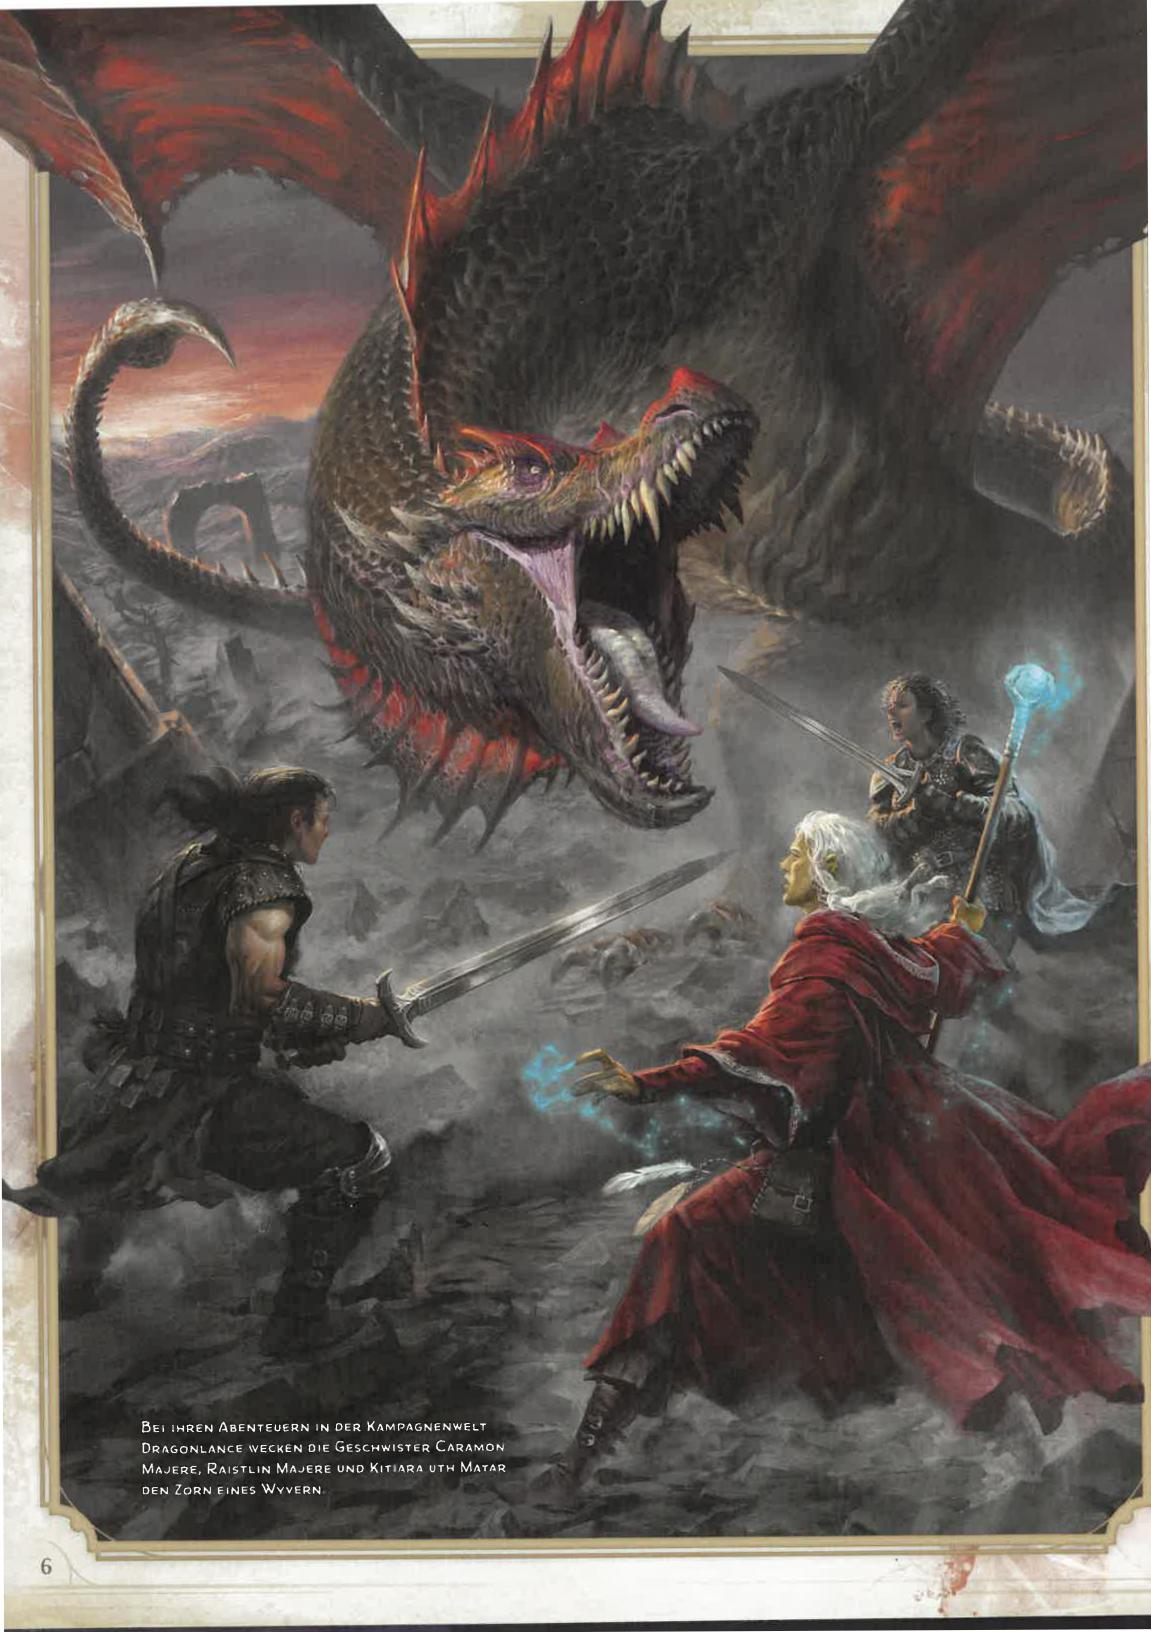 Bei ihren Abenteuern in der Kampagnenwelt
Dragonlance wecken die Geschwister Caramon
Majere, Raistlin Majere und Kitiara uth Matar
den Zorn eines Wyvern.
6